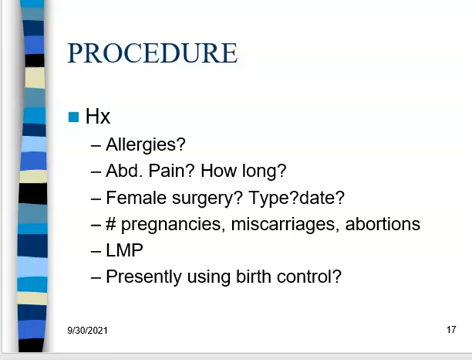 PROCEDURE
Hx
– Allergies?
– Abd. Pain? How long?
– Female surgery? Type?date?
– # pregnancies, miscarriages, abortions
– LMP
– Presently using birth control?
9/30/2021
17